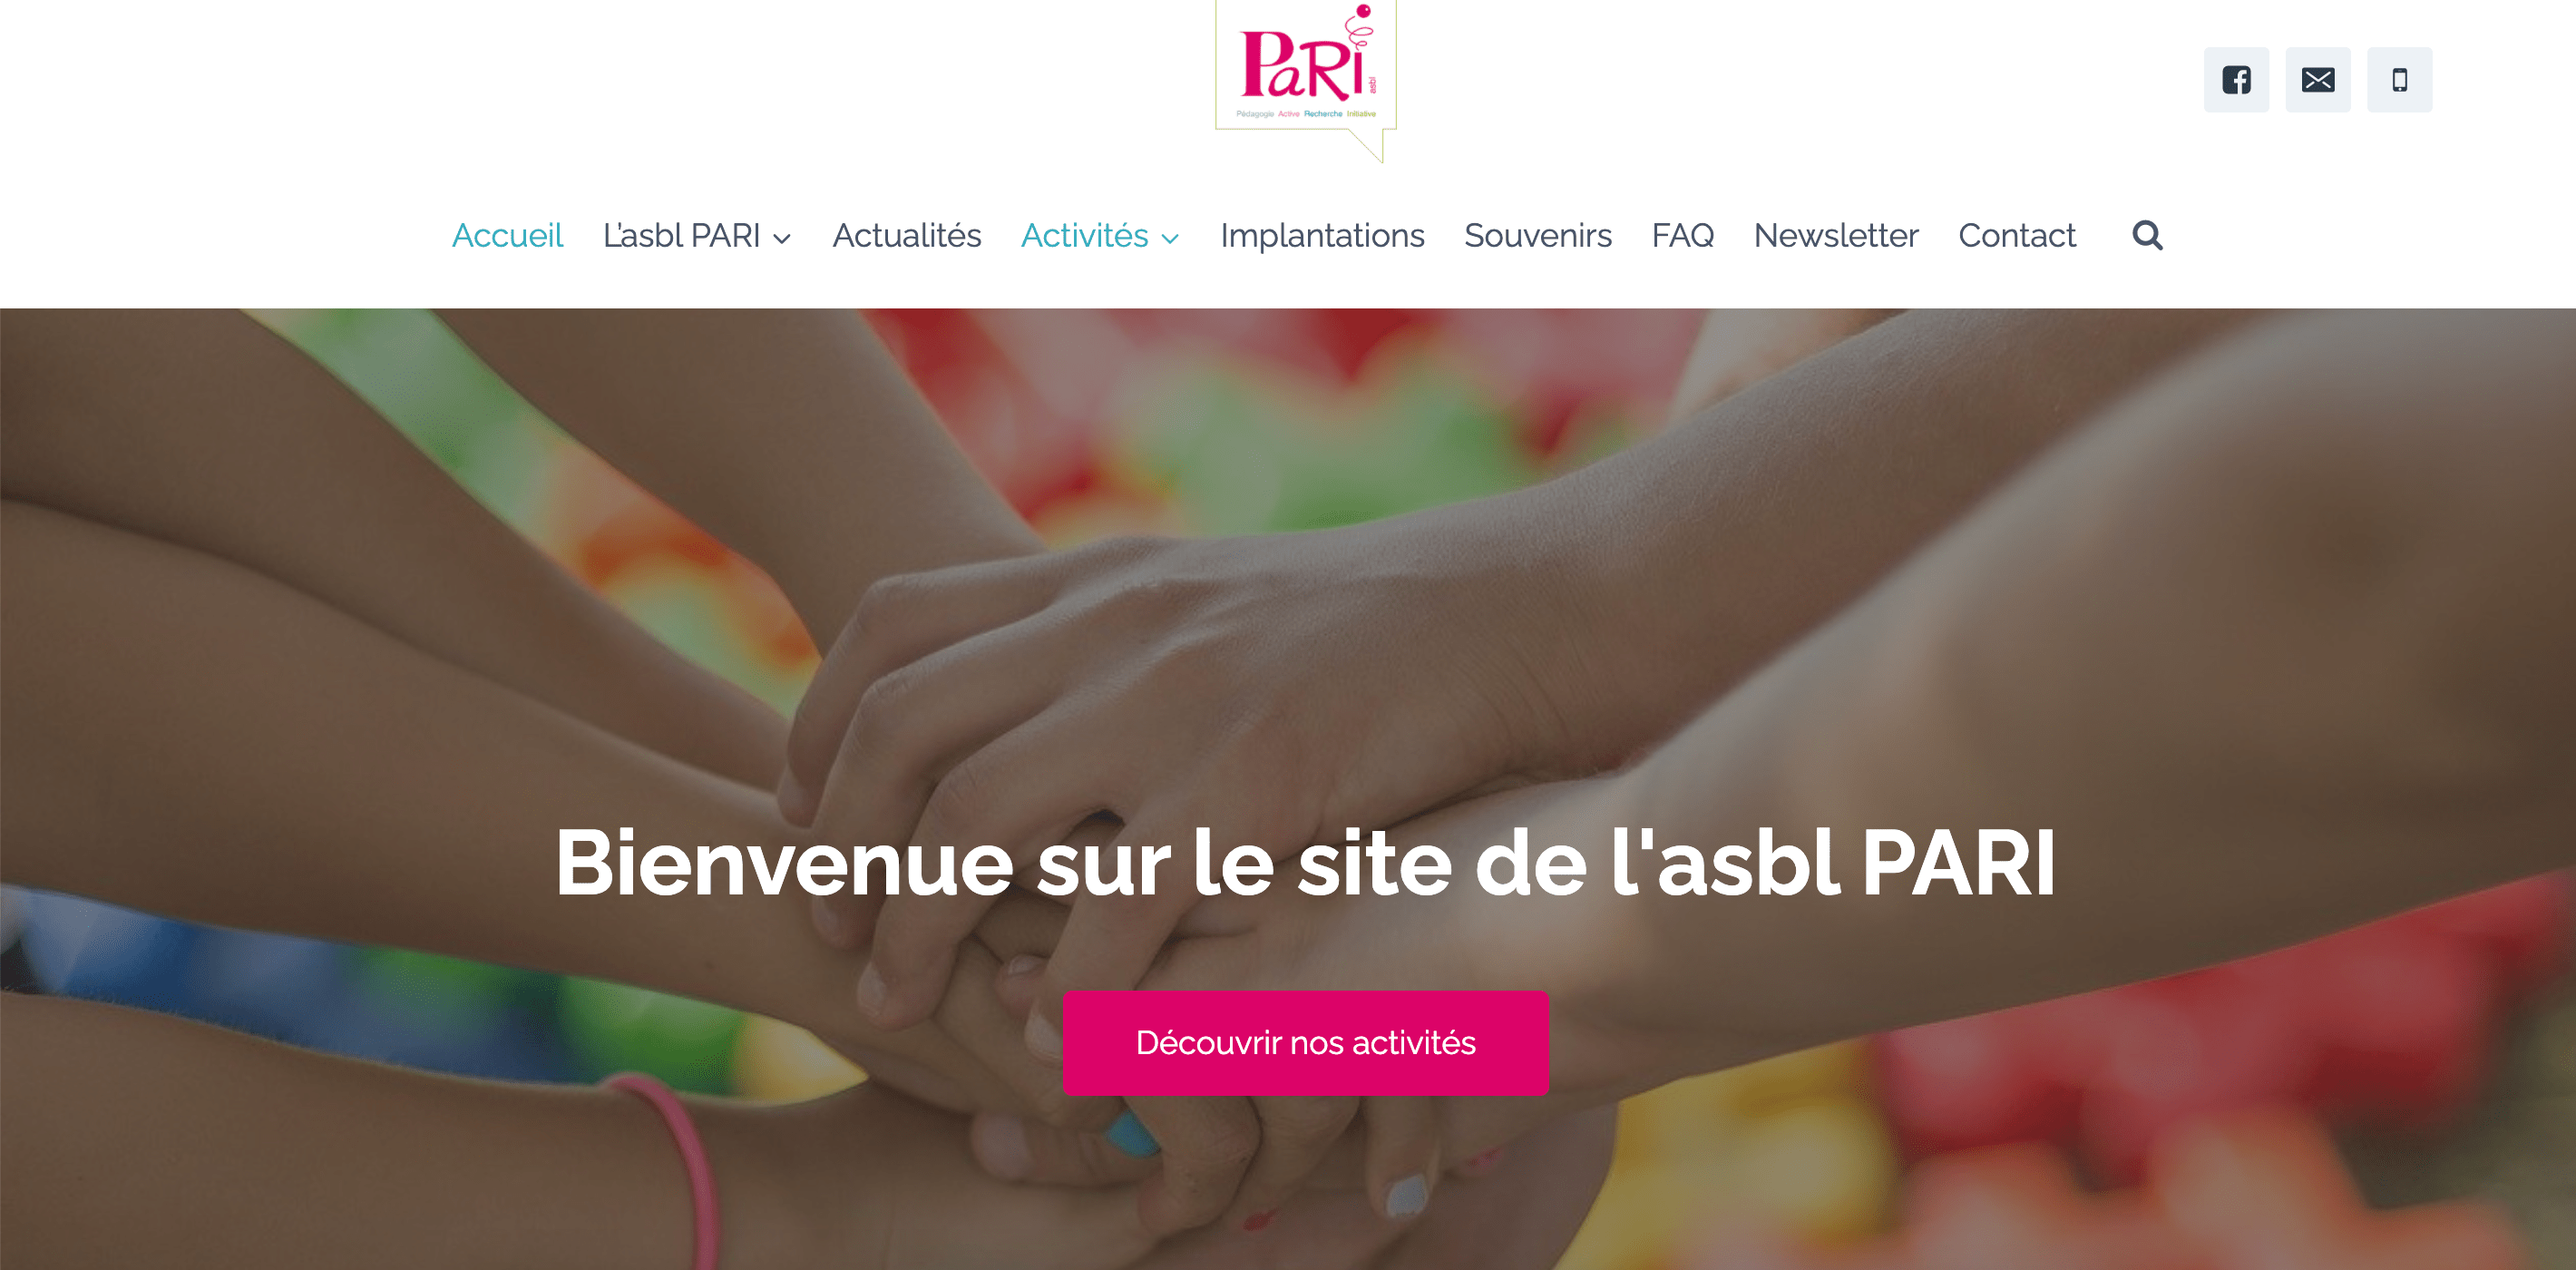 PaRi asbl
Pédagogie Active Recherche Initiative
Accueil L’asbl PARI Actualités Activités Implantations Souvenirs FAQ Newsletter Contact
Bienvenue sur le site de l'asbl PARI
Découvrir nos activités